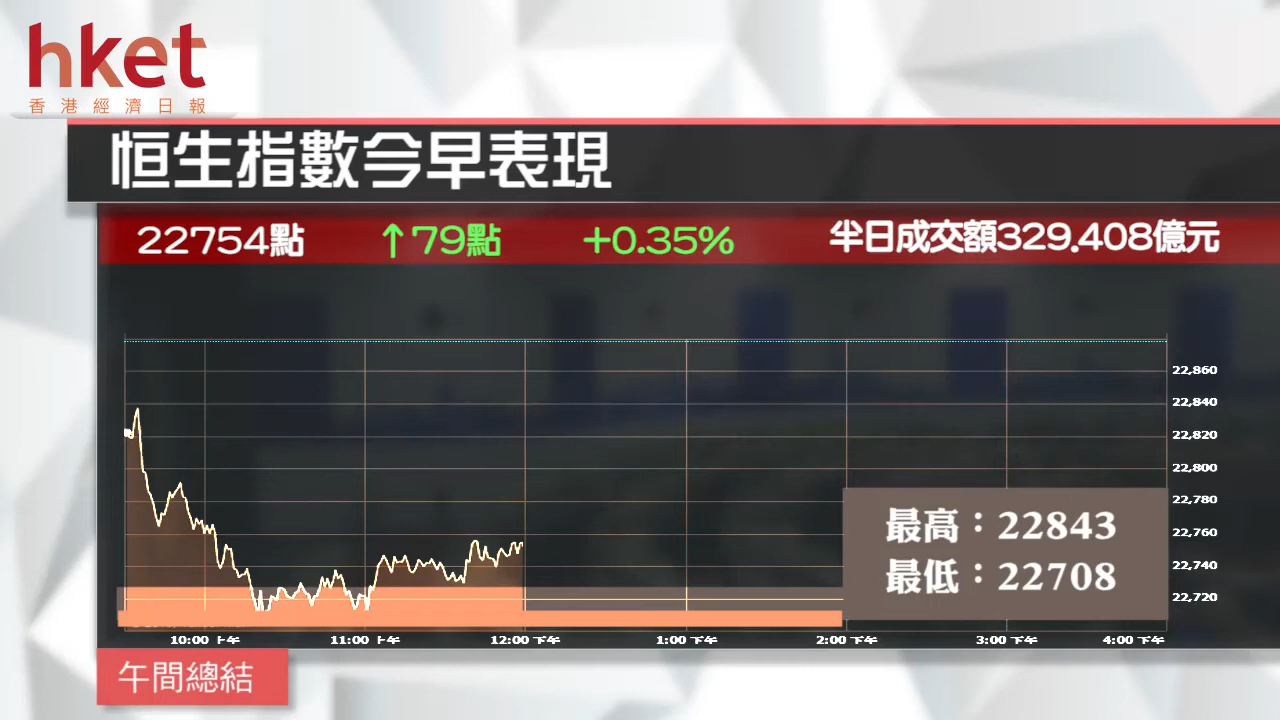 hket
香港經濟日報
恒生指數今早表現
22754點 ↑79點 +0.35% 半日成交額329.408億元
22,860
22,840
22,820
22,800
22,780
22,760
22,740
22,720
最高：22843
最低：22708
10:00 上午 11:00 上午 12:00 下午 1:00 下午 2:00 下午 3:00 下午 4:00 下午
午間總結